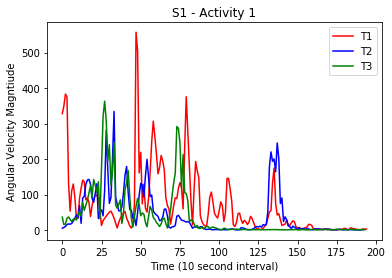 S1 - Activity 1
T1
T2
T3
500
400
300
200
100
0
Angular Velocity Magntiude
0
25
50
75
100
125
150
175
200
Time (10 second interval)